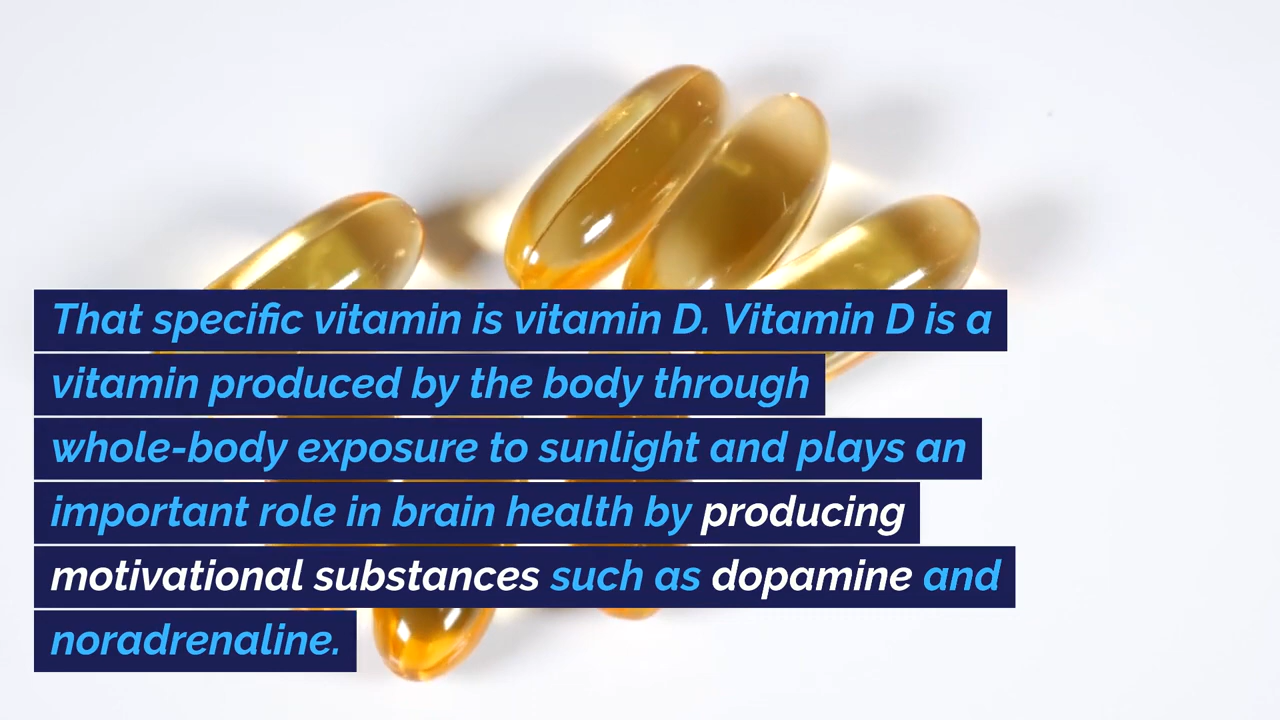 That specific vitamin is vitamin D. Vitamin D is a
vitamin produced by the body through
whole-body exposure to sunlight and plays an
important role in brain health by producing
motivational substances such as dopamine and
noradrenaline.